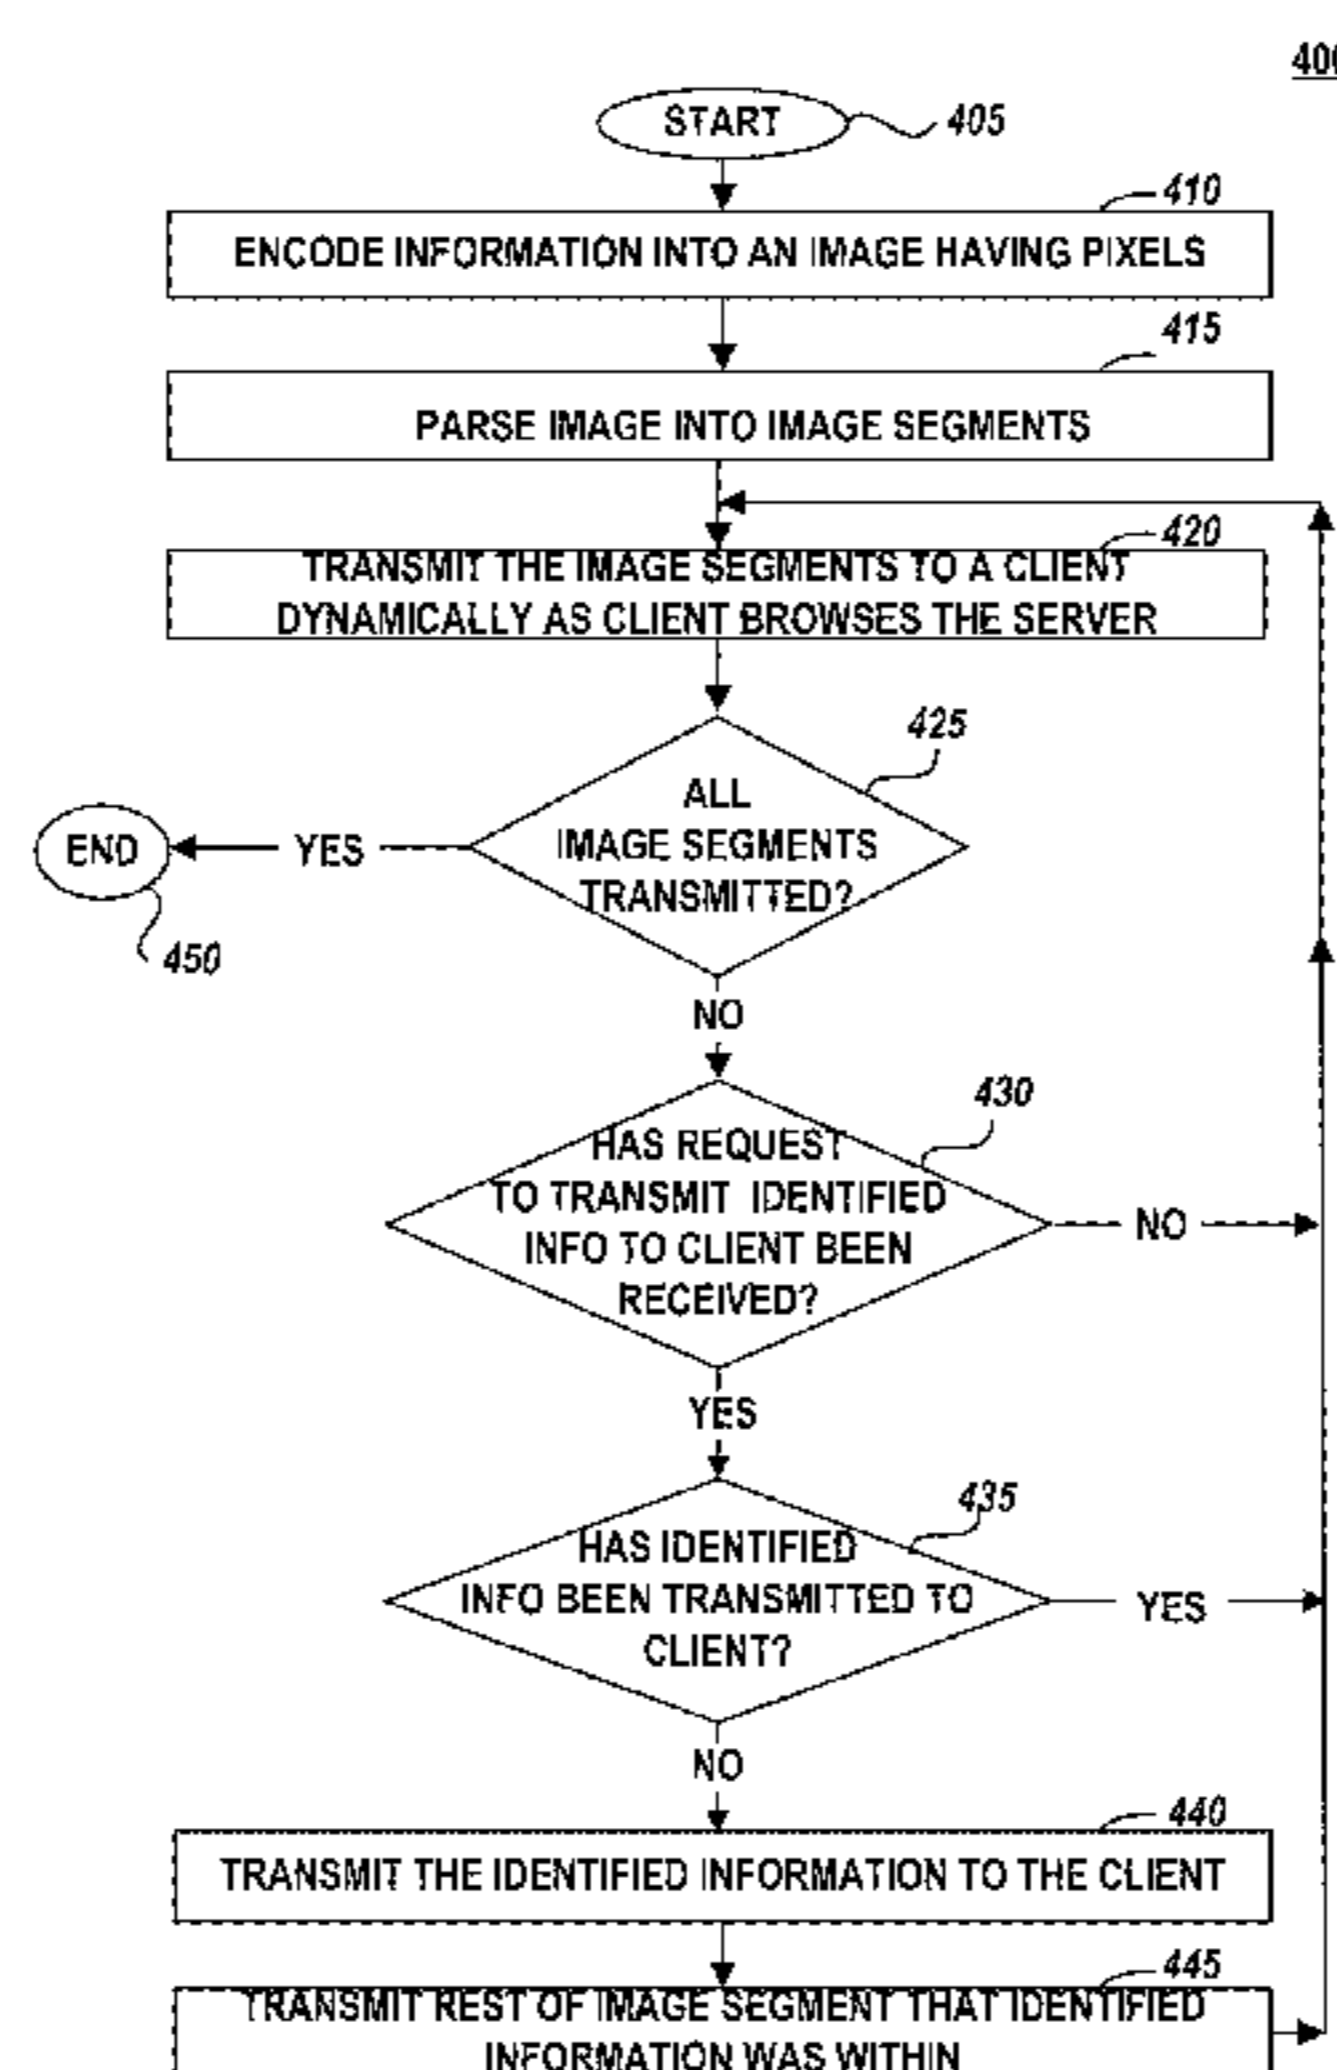 400
START
405
410
ENCODE INFORMATION INTO AN IMAGE HAVING PIXELS
415
PARSE IMAGE INTO IMAGE SEGMENTS
420
TRANSMIT THE IMAGE SEGMENTS TO A CLIENT
DYNAMICALLY AS CLIENT BROWSES THE SERVER
425
ALL
IMAGE SEGMENTS
TRANSMITTED?
YES
END
450
NO
430
HAS REQUEST
TO TRANSMIT IDENTIFIED
INFO TO CLIENT BEEN
RECEIVED?
NO
YES
435
HAS IDENTIFIED
INFO BEEN TRANSMITTED TO
CLIENT?
YES
NO
440
TRANSMIT THE IDENTIFIED INFORMATION TO THE CLIENT
445
TRANSMIT REST OF IMAGE SEGMENT THAT IDENTIFIED
INFORMATION WAS WITHIN